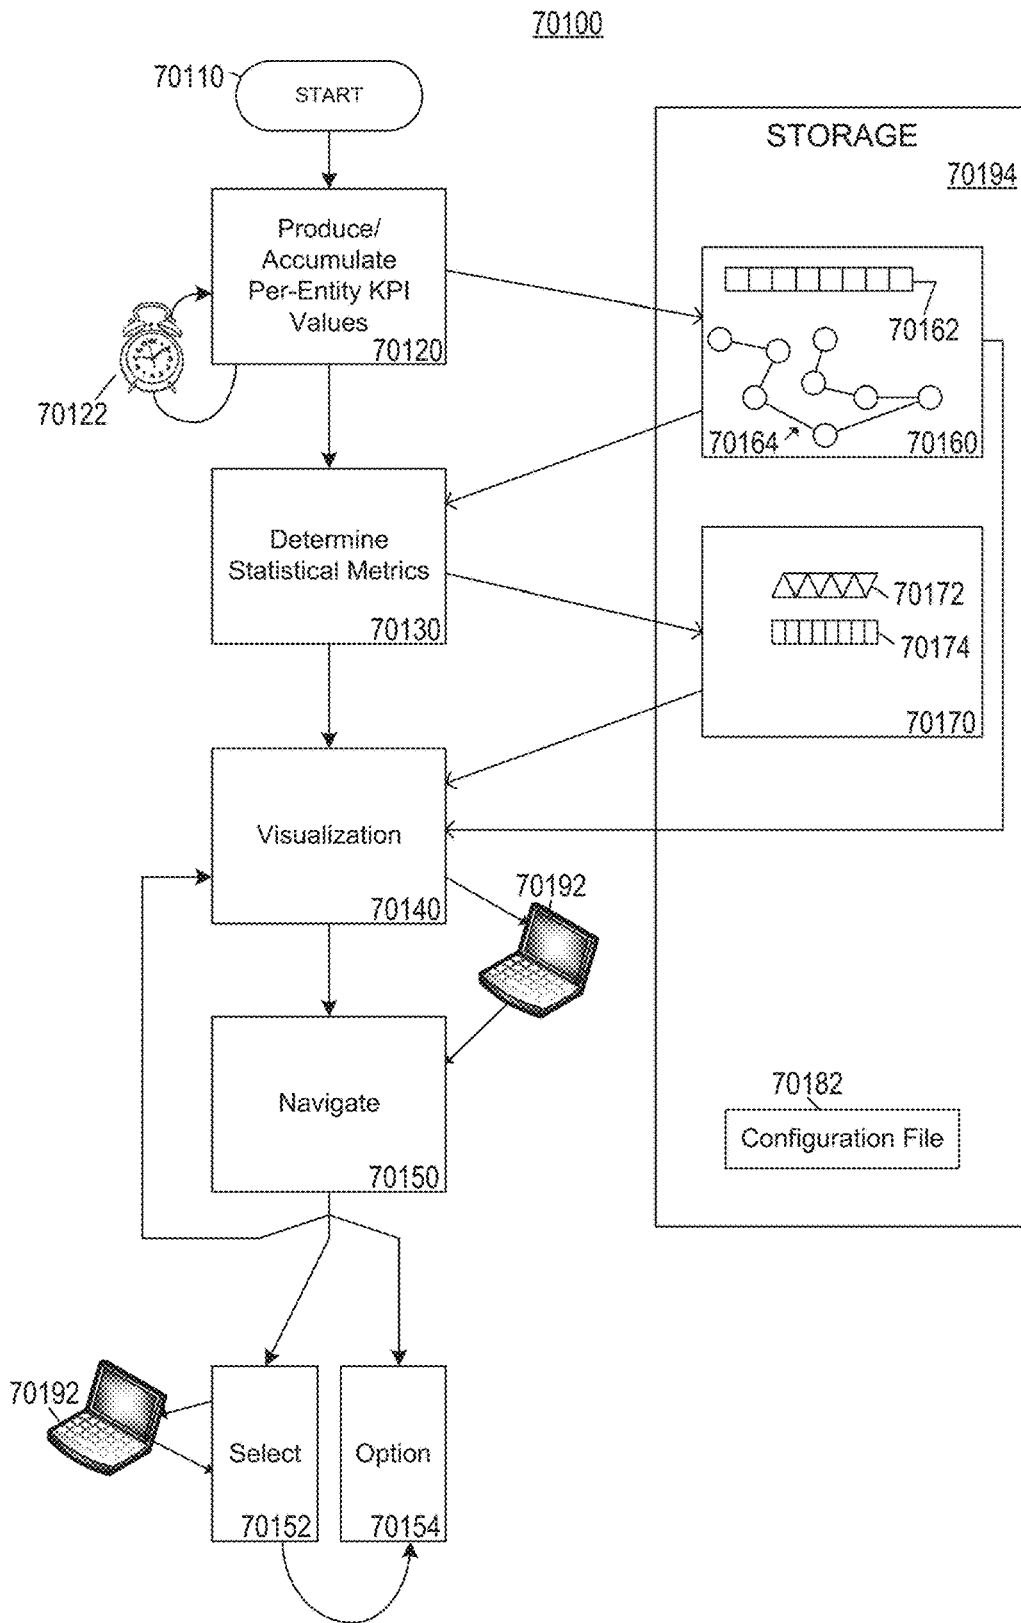 70100
70110
START
STORAGE
70194
Produce/
Accumulate
Per-Entity KPI
Values
70120
70122
70162
70164
70160
Determine
Statistical Metrics
70130
70172
70174
70170
Visualization
70140
70192
Navigate
70150
70182
Configuration File
70192
Select
70152
Option
70154